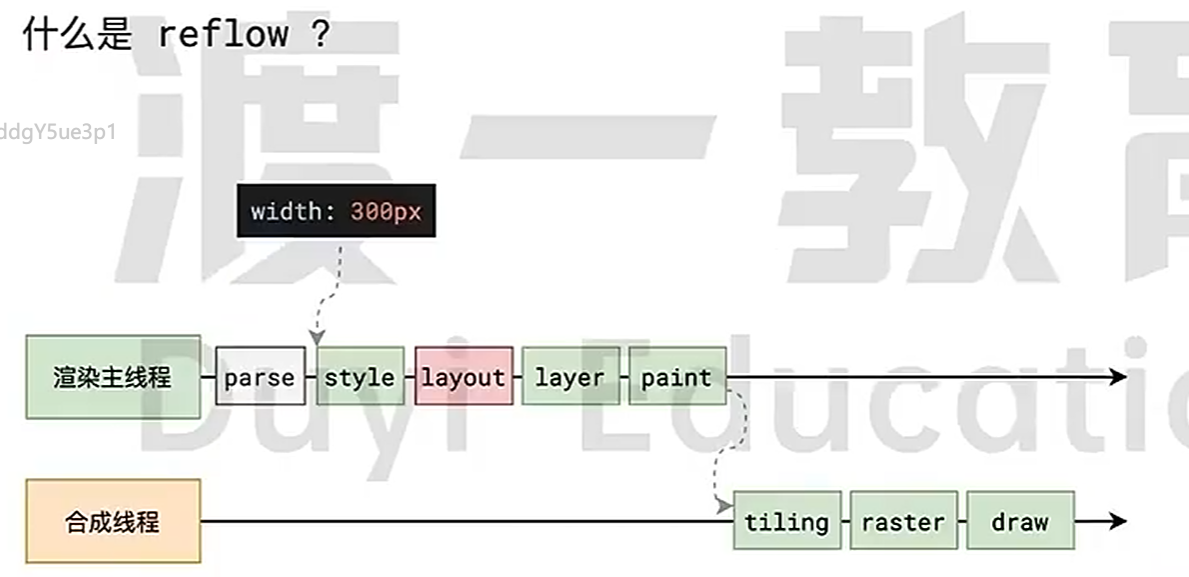 什么是 reflow ？
渡一教育
ddgY5ue3p1
width: 300px
渲染主线程
parse
style
layout
layer
paint
Duyi Educatio
合成线程
tiling
raster
draw